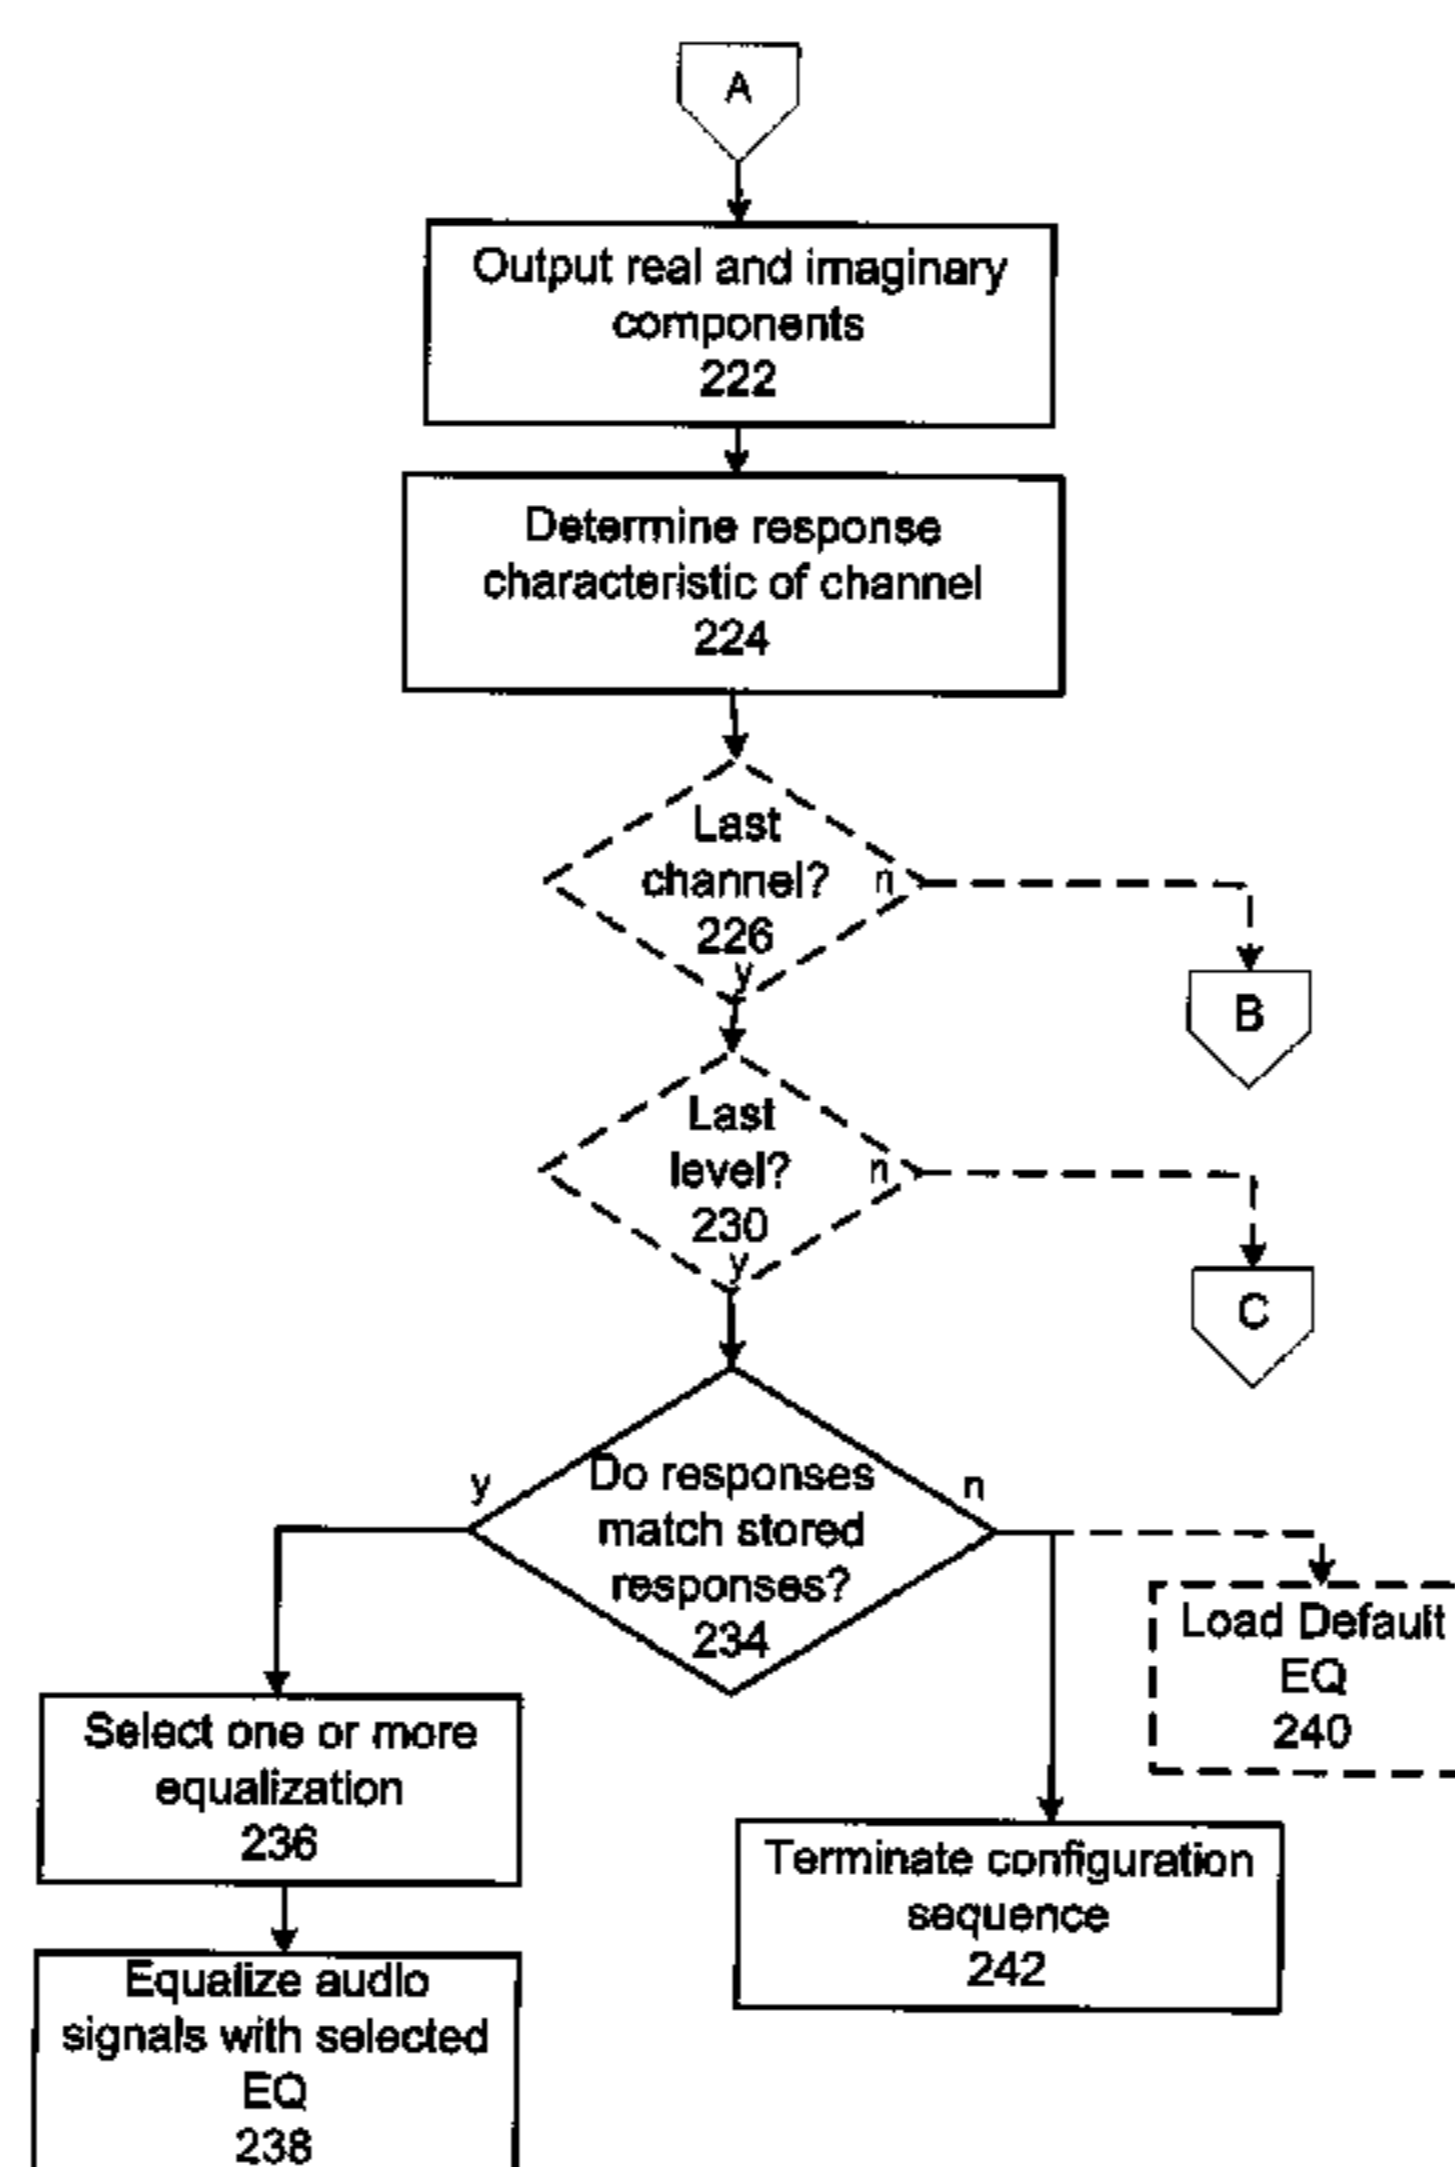 A
Output real and imaginary
components
222
Determine response
characteristic of channel
224
Last
channel?
226
n
y
B
Last
level?
230
n
y
C
Do responses
match stored
responses?
234
y
n
Load Default
EQ
240
Select one or more
equalization
236
Terminate configuration
sequence
242
Equalize audio
signals with selected
EQ
238